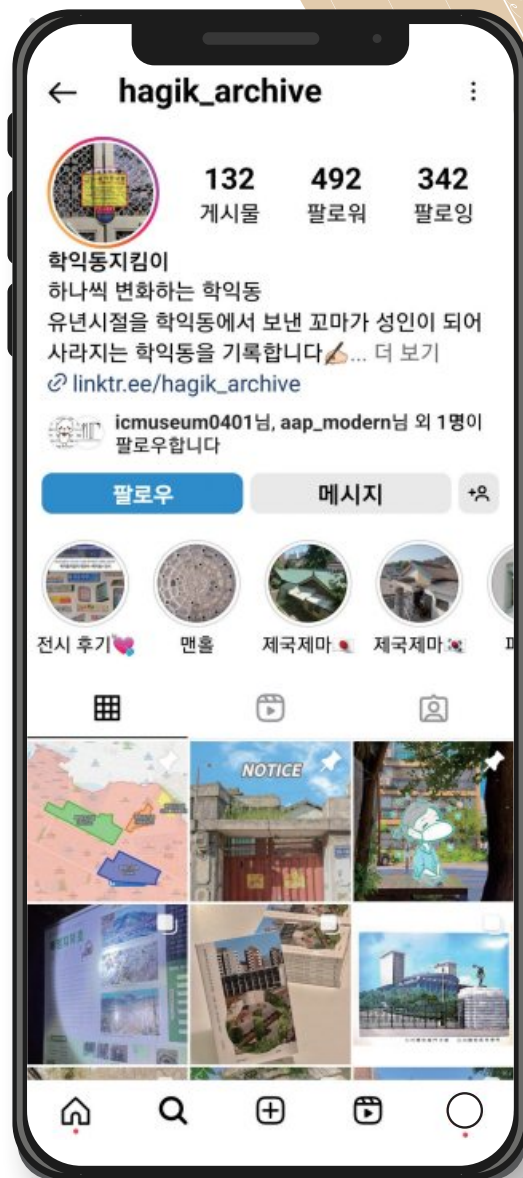 hagik_archive
132 492 342
게시물 팔로워 팔로잉
학익동지킴이
하나씩 변화하는 학익동
유년시절을 학익동에서 보낸 꼬마가 성인이 되어
사라지는 학익동을 기록합니다✍🏻... 더 보기
linktr.ee/hagik_archive
icmuseum0401님, aap_modern님 외 1명이
팔로우합니다
팔로우 메시지
전시 후기💘 맨홀 제국제마🇯🇵 제국제마🇰🇷
NOTICE